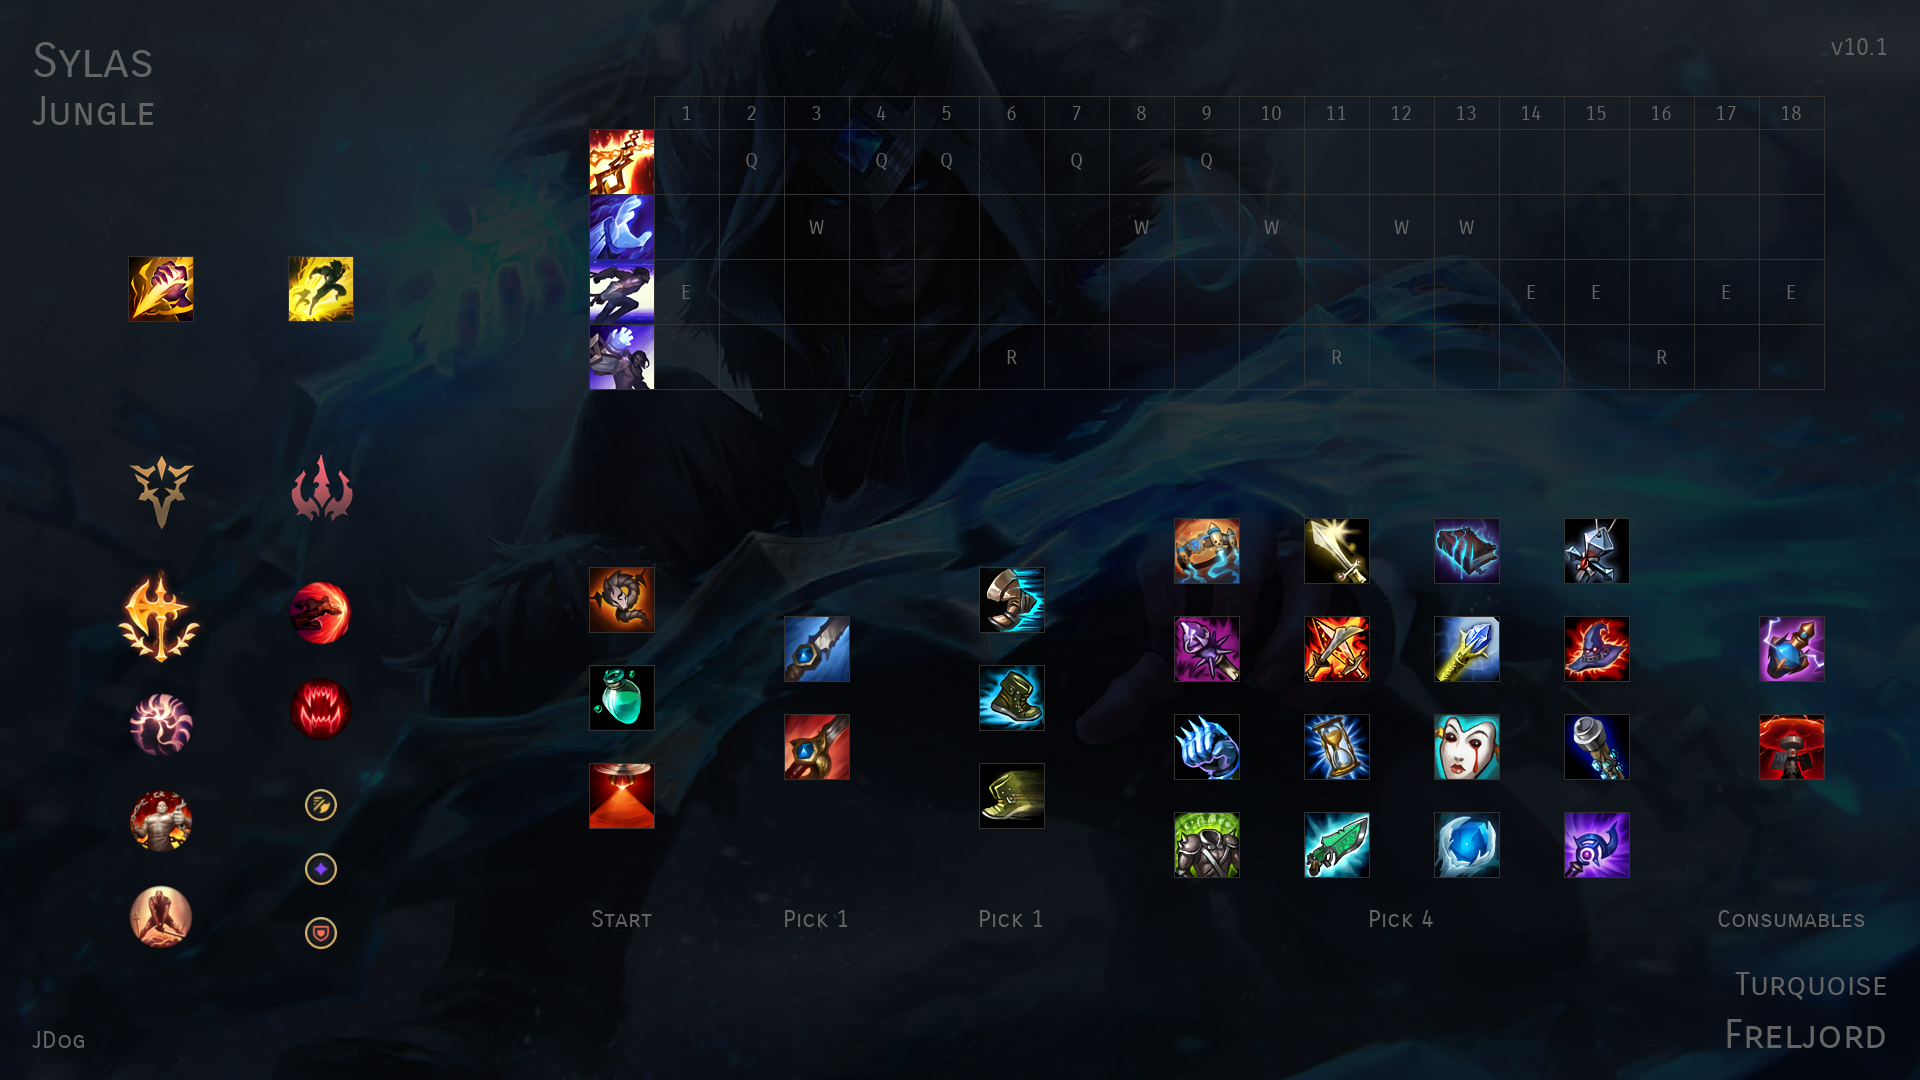 Sylas
Jungle
v10.1
1 2 3 4 5 6 7 8 9 10 11 12 13 14 15 16 17 18
Q Q Q Q Q
W W W W W
E E E E E
R R R
Start
Pick 1
Pick 1
Pick 4
Consumables
Turquoise
Freljord
JDog